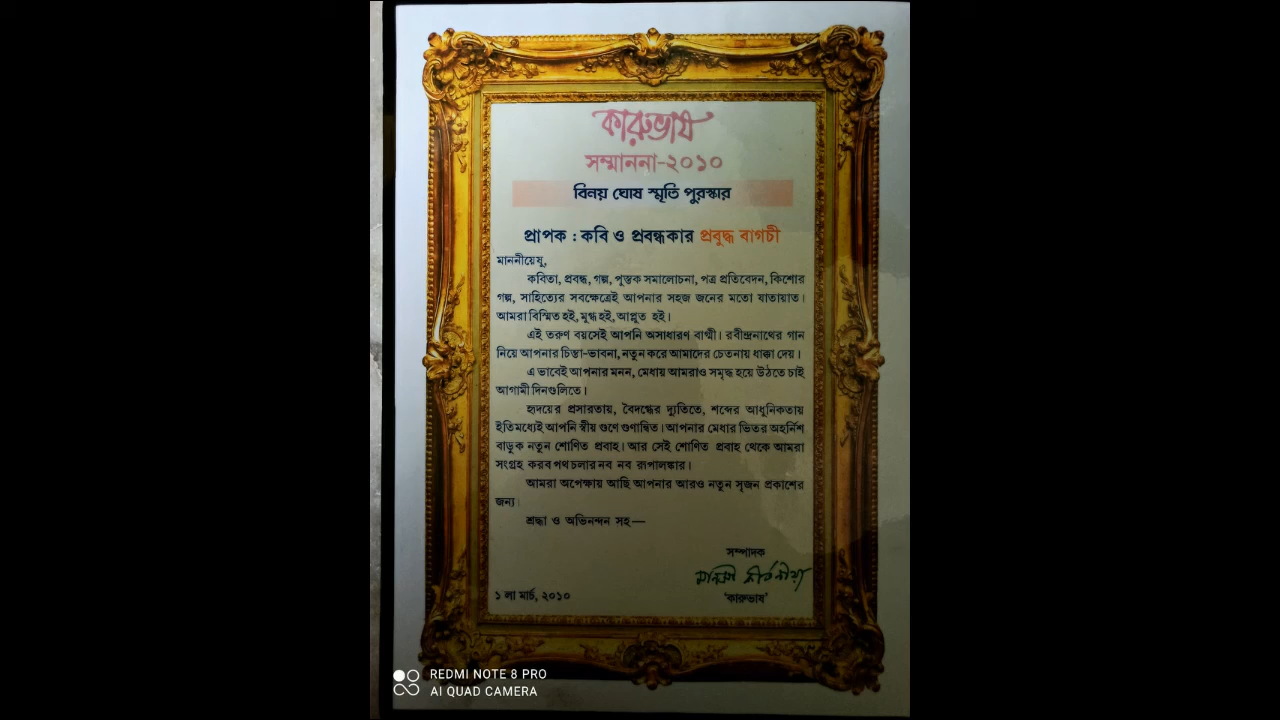 কারুভাষ
সম্মাননা-২০১০
বিনয় ঘোষ স্মৃতি পুরস্কার
প্রাপক : কবি ও প্রবন্ধকার প্রবুদ্ধ বাগচী
মাননীয়েষু,
কবিতা, প্রবন্ধ, গল্প, পুস্তক সমালোচনা, পত্র প্রতিবেদন, কিশোর
গল্প, সাহিত্যের সবক্ষেত্রেই আপনার সহজ জনের মতো যাতায়াত।
আমরা বিস্মিত হই, মুগ্ধ হই, আপ্লুত হই।
এই তরুণ বয়সেই আপনি অসাধারণ বাগ্মী। রবীন্দ্রনাথের গান
নিয়ে আপনার চিন্তা-ভাবনা, নতুন করে আমাদের চেতনায় ধাক্কা দেয়।
এ ভাবেই আপনার মনন, মেধায় আমরাও সমৃদ্ধ হয়ে উঠতে চাই
আগামী দিনগুলিতে।
হৃদয়ের প্রসারতায়, বৈদগ্ধের দ্যুতিতে, শব্দের আধুনিকতায়
ইতিমধ্যেই আপনি স্বীয় গুণে গুণান্বিত। আপনার মেধার ভিতর অহর্নিশ
বাড়ুক নতুন শোণিত প্রবাহ। আর সেই শোণিত প্রবাহ থেকে আমরা
সংগ্রহ করব পথ চলার নব নব রূপালঙ্কার।
আমরা অপেক্ষায় আছি আপনার আরও নতুন সৃজন প্রকাশের
জন্য।
শ্রদ্ধা ও অভিনন্দন সহ—
সম্পাদক
১ লা মার্চ, ২০১০
'কারুভাষ'
REDMI NOTE 8 PRO
AI QUAD CAMERA